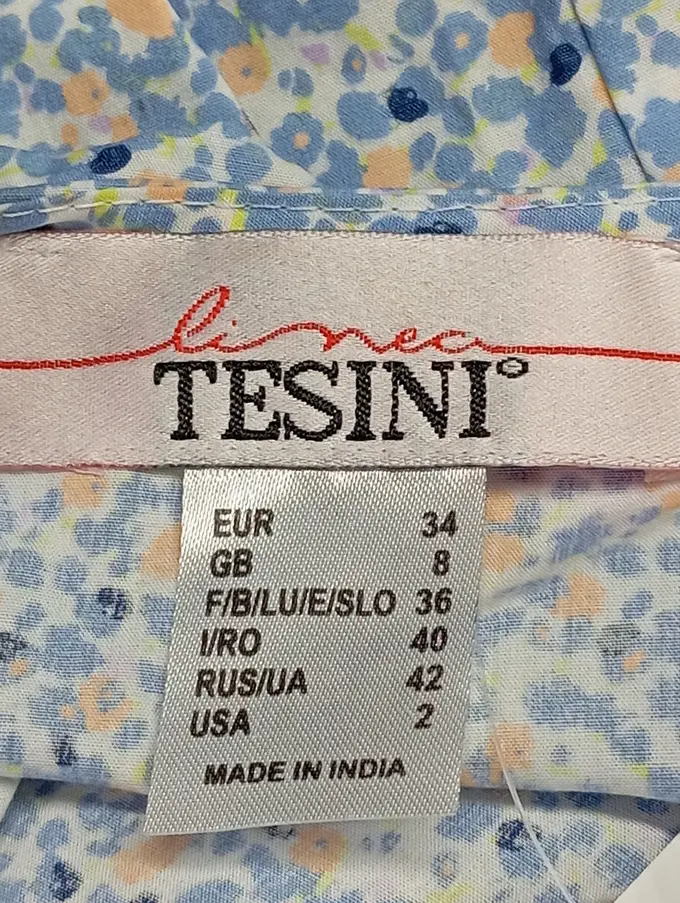 linea
TESINI
EUR 34
GB 8
F/B/LU/E/SLO 36
I/RO 40
RUS/UA 42
USA 2
MADE IN INDIA